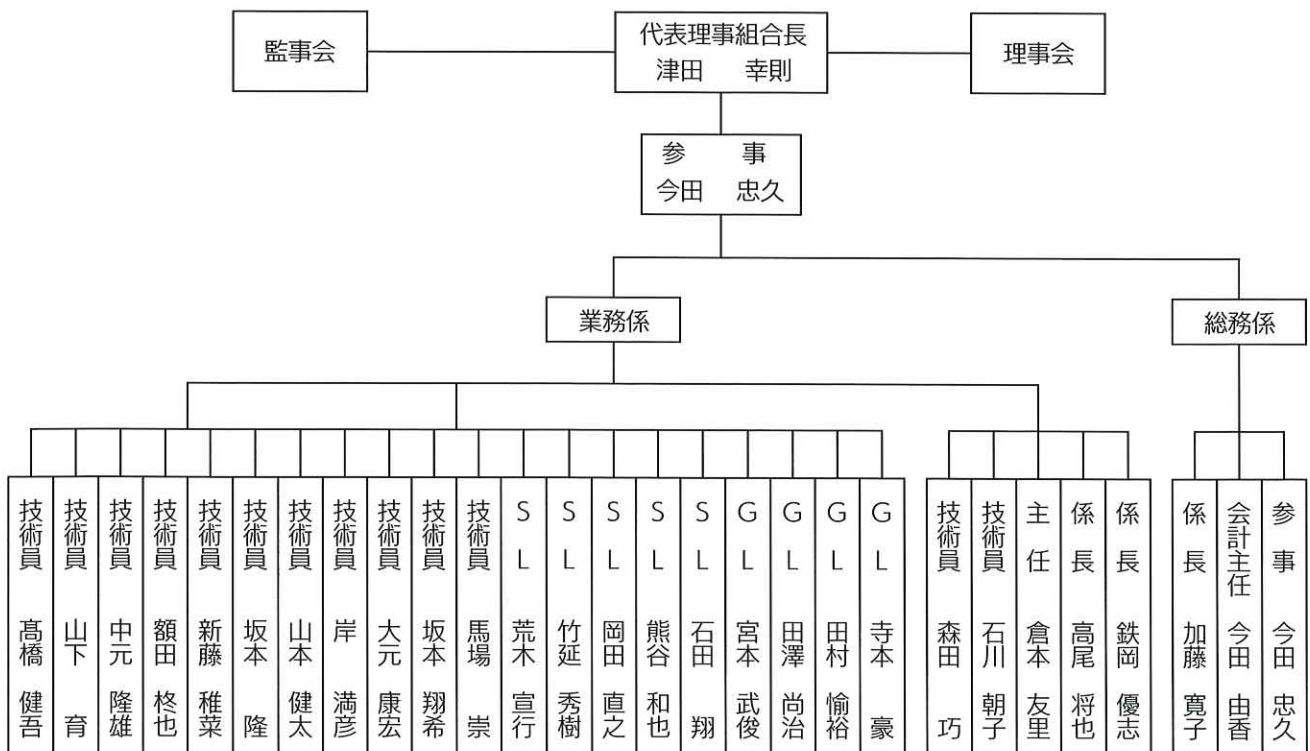 監事会
代表理事組合長
津田 幸則
理事会
参 事
今田 忠久
業務係
総務係
技術員 髙橋 健吾
技術員 山下 育
技術員 中元 隆雄
技術員 額田 柊也
技術員 新藤 稚菜
技術員 坂本 隆
技術員 山本 健太
技術員 岸 満彦
技術員 大元 康宏
技術員 坂本 翔希
技術員 馬場 崇
SL 荒木 宣行
SL 竹延 秀樹
SL 岡田 直之
SL 熊谷 和也
SL 石田 翔
GL 宮本 武俊
GL 田澤 尚治
GL 田村 愉裕
GL 寺本 豪
技術員 森田 巧
技術員 石川 朝子
主任 倉本 友里
係長 高尾 将也
係長 鉄岡 優志
係長 加藤 寛子
会計主任 今田 由香
参事 今田 忠久